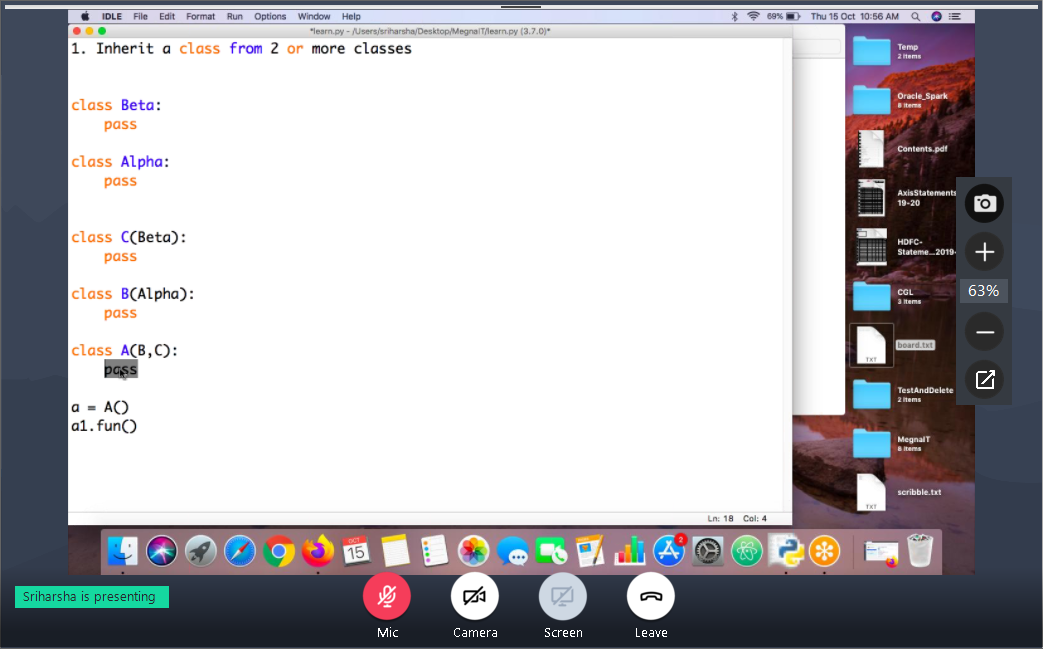 IDLE File Edit Format Run Options Window Help 69% Thu 15 Oct 10:56 AM
*learn.py - /Users/sriharsha/Desktop/MegnaIT/learn.py (3.7.0)*
1. Inherit a class from 2 or more classes
class Beta:
pass
class Alpha:
pass
class C(Beta):
pass
class B(Alpha):
pass
class A(B,C):
pass
a = A()
a1.fun()
Ln: 18 Col: 4
Temp
2 items
Oracle_Spark
8 items
Contents.pdf
AxisStatements
19-20
HDFC-
Stateme...2019-
CGL
3 items
TXT
board.txt
TestAndDelete
2 items
MegnaIT
8 items
TXT
scribble.txt
63%
OCT
15
2
Sriharsha is presenting
Mic
Camera
Screen
Leave